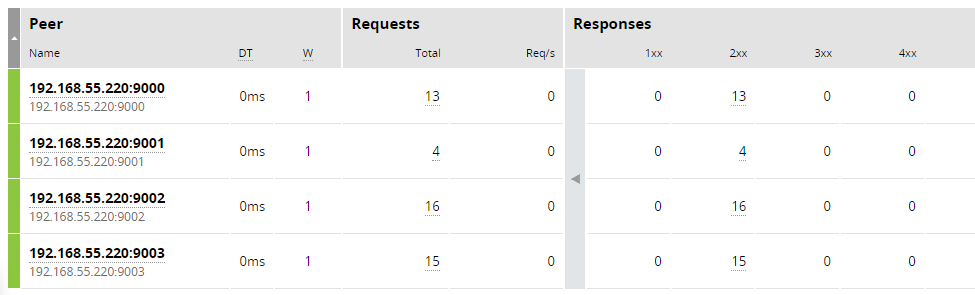 Peer Requests Responses
Name DT W Total Req/s 1xx 2xx 3xx 4xx
192.168.55.220:9000 0ms 1 13 0 0 13 0 0
192.168.55.220:9000
192.168.55.220:9001 0ms 1 4 0 0 4 0 0
192.168.55.220:9001
192.168.55.220:9002 0ms 1 16 0 0 16 0 0
192.168.55.220:9002
192.168.55.220:9003 0ms 1 15 0 0 15 0 0
192.168.55.220:9003